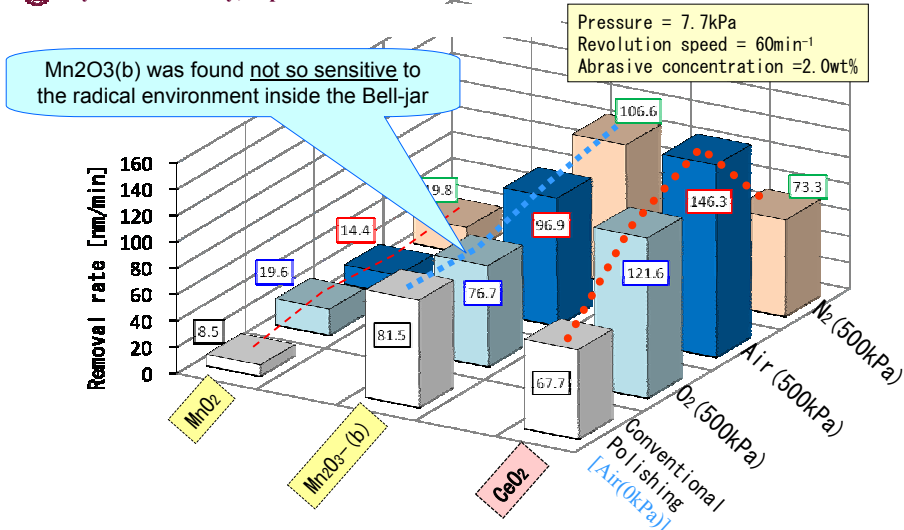 Pressure = 7.7kPa
Revolution speed = 60min⁻¹
Abrasive concentration =2.0wt%
Mn2O3(b) was found not so sensitive to
the radical environment inside the Bell-jar
Removal rate [nm/min]
160
140
120
100
80
60
40
20
0
8.5
19.6
14.4
19.8
81.5
76.7
96.9
106.6
67.7
121.6
146.3
73.3
MnO₂
Mn₂O₃-(b)
CeO₂
Conventional
Polishing
[Air(0kPa)]
O₂(500kPa)
Air(500kPa)
N₂(500kPa)